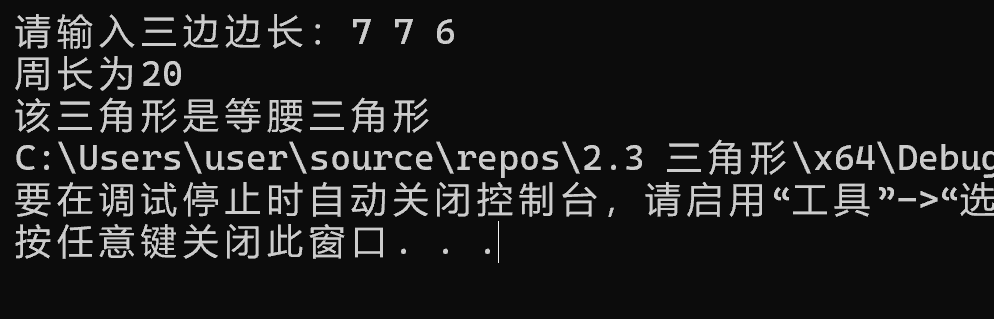 请输入三边边长: 7 7 6
周长为20
该三角形是等腰三角形
C:\Users\user\source\repos\2.3 三角形\x64\Debug
要在调试停止时自动关闭控制台, 请启用“工具”->“选
按任意键关闭此窗口. . .